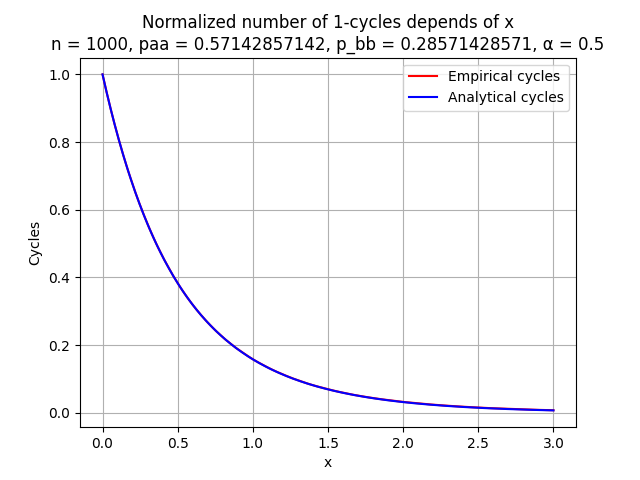 Normalized number of 1-cycles depends of x
n = 1000, paa = 0.57142857142, p_bb = 0.28571428571, α = 0.5
Empirical cycles
Analytical cycles
Cycles
1.0
0.8
0.6
0.4
0.2
0.0
0.0 0.5 1.0 1.5 2.0 2.5 3.0
x